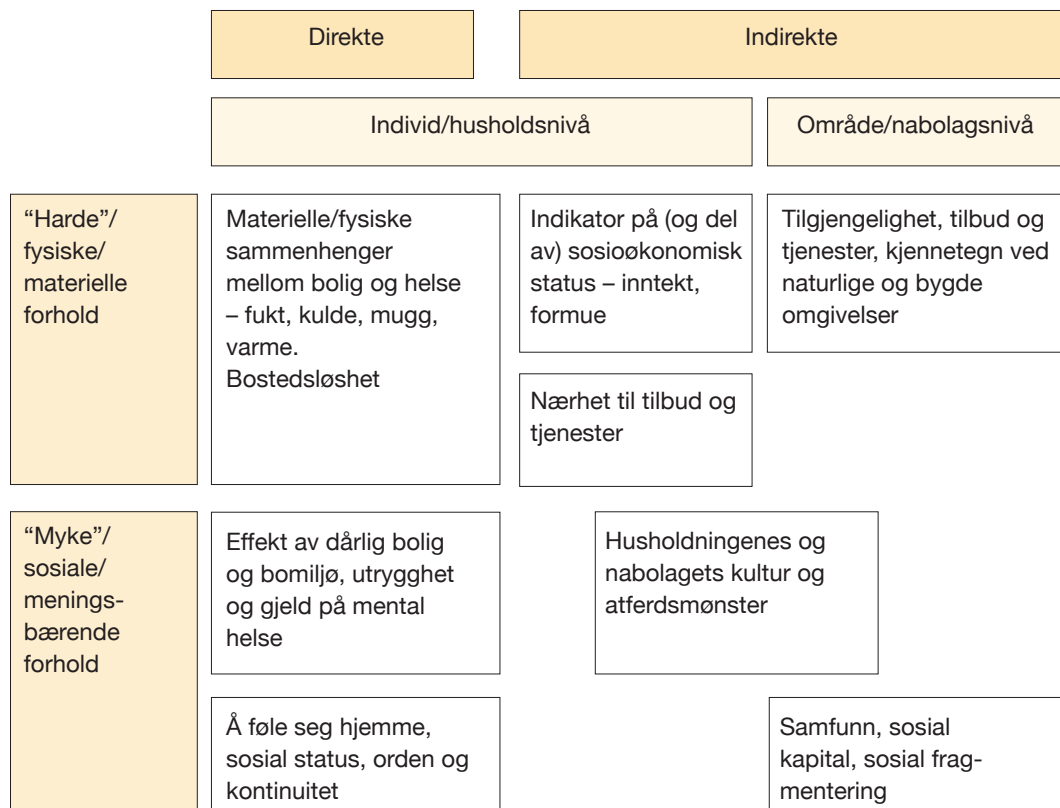 Direkte
Indirekte
Individ/husholdsnivå
Område/nabolagsnivå
“Harde”/
fysiske/
materielle
forhold
Materielle/fysiske
sammenhenger
mellom bolig og helse
– fukt, kulde, mugg,
varme.
Bostedsløshet
Indikator på (og del
av) sosioøkonomisk
status – inntekt,
formue
Tilgjengelighet, tilbud og
tjenester, kjennetegn ved
naturlige og bygde
omgivelser
Nærhet til tilbud og
tjenester
“Myke”/
sosiale/
menings-
bærende
forhold
Effekt av dårlig bolig
og bomiljø, utrygghet
og gjeld på mental
helse
Husholdningenes og
nabolagets kultur og
atferdsmønster
Å føle seg hjemme,
sosial status, orden og
kontinuitet
Samfunn, sosial
kapital, sosial frag-
mentering